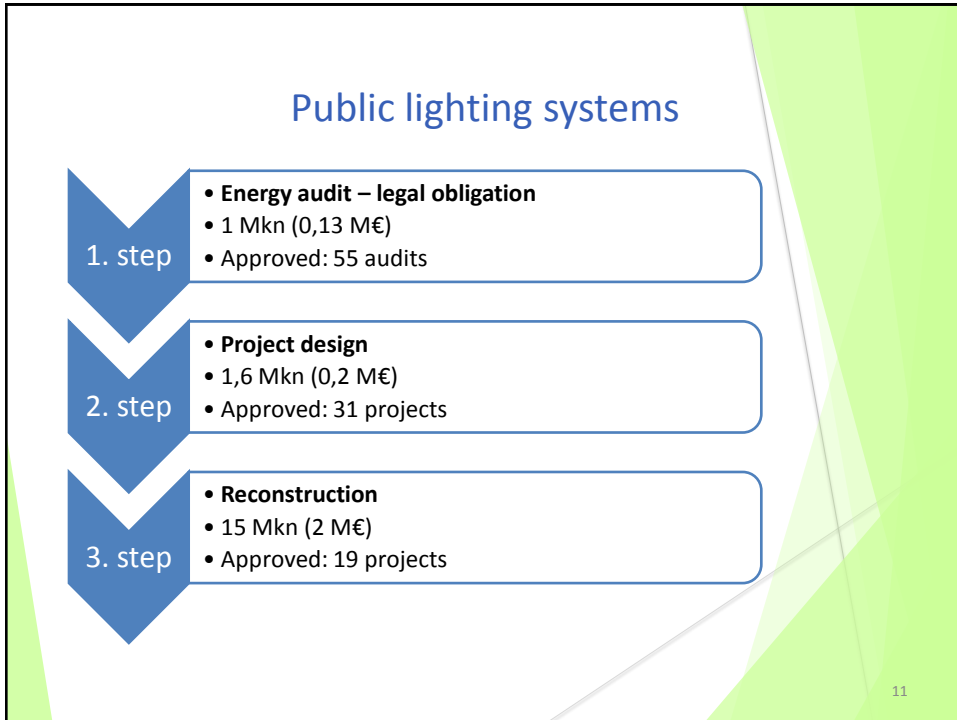 Public lighting systems
1. step
• Energy audit – legal obligation
• 1 Mkn (0,13 M€)
• Approved: 55 audits
2. step
• Project design
• 1,6 Mkn (0,2 M€)
• Approved: 31 projects
3. step
• Reconstruction
• 15 Mkn (2 M€)
• Approved: 19 projects
11